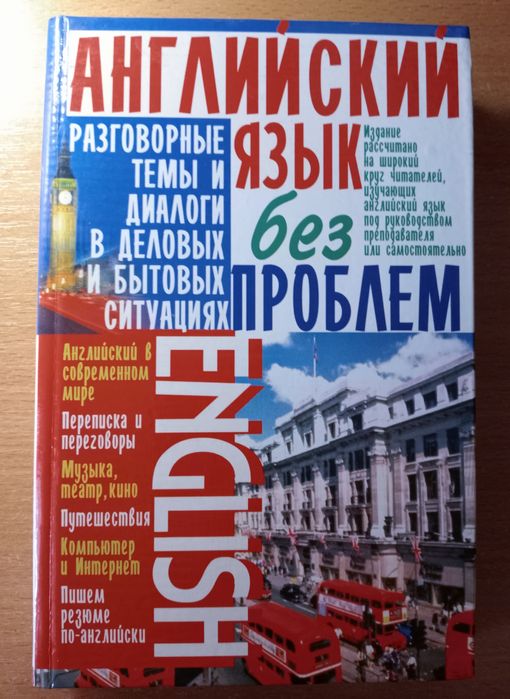 АНГЛИЙСКИЙ
ЯЗЫК
без
ПРОБЛЕМ
Издание
рассчитано
на широкий
круг читателей,
изучающих
английский язык
под руководством
преподавателя
или самостоятельно
РАЗГОВОРНЫЕ
ТЕМЫ И
ДИАЛОГИ
В ДЕЛОВЫХ
И БЫТОВЫХ
СИТУАЦИЯХ
ENGLISH
Английский в
современном
мире
Переписка и
переговоры
Музыка,
театр, кино
Путешествия
Компьютер
и Интернет
Пишем
резюме
по-английски